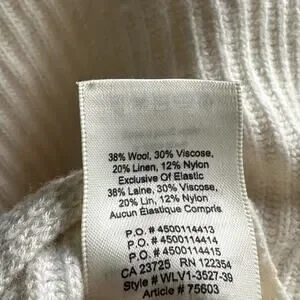 38% Wool, 30% Viscose,
20% Linen, 12% Nylon
Exclusive Of Elastic
38% Laine, 30% Viscose,
20% Lin, 12% Nylon
Aucun Élastique Compris
P.O. # 4500114413
P.O. # 4500114414
P.O. # 4500114415
CA 23725 RN 122354
Style # WLV1-3527-39
Article # 75603